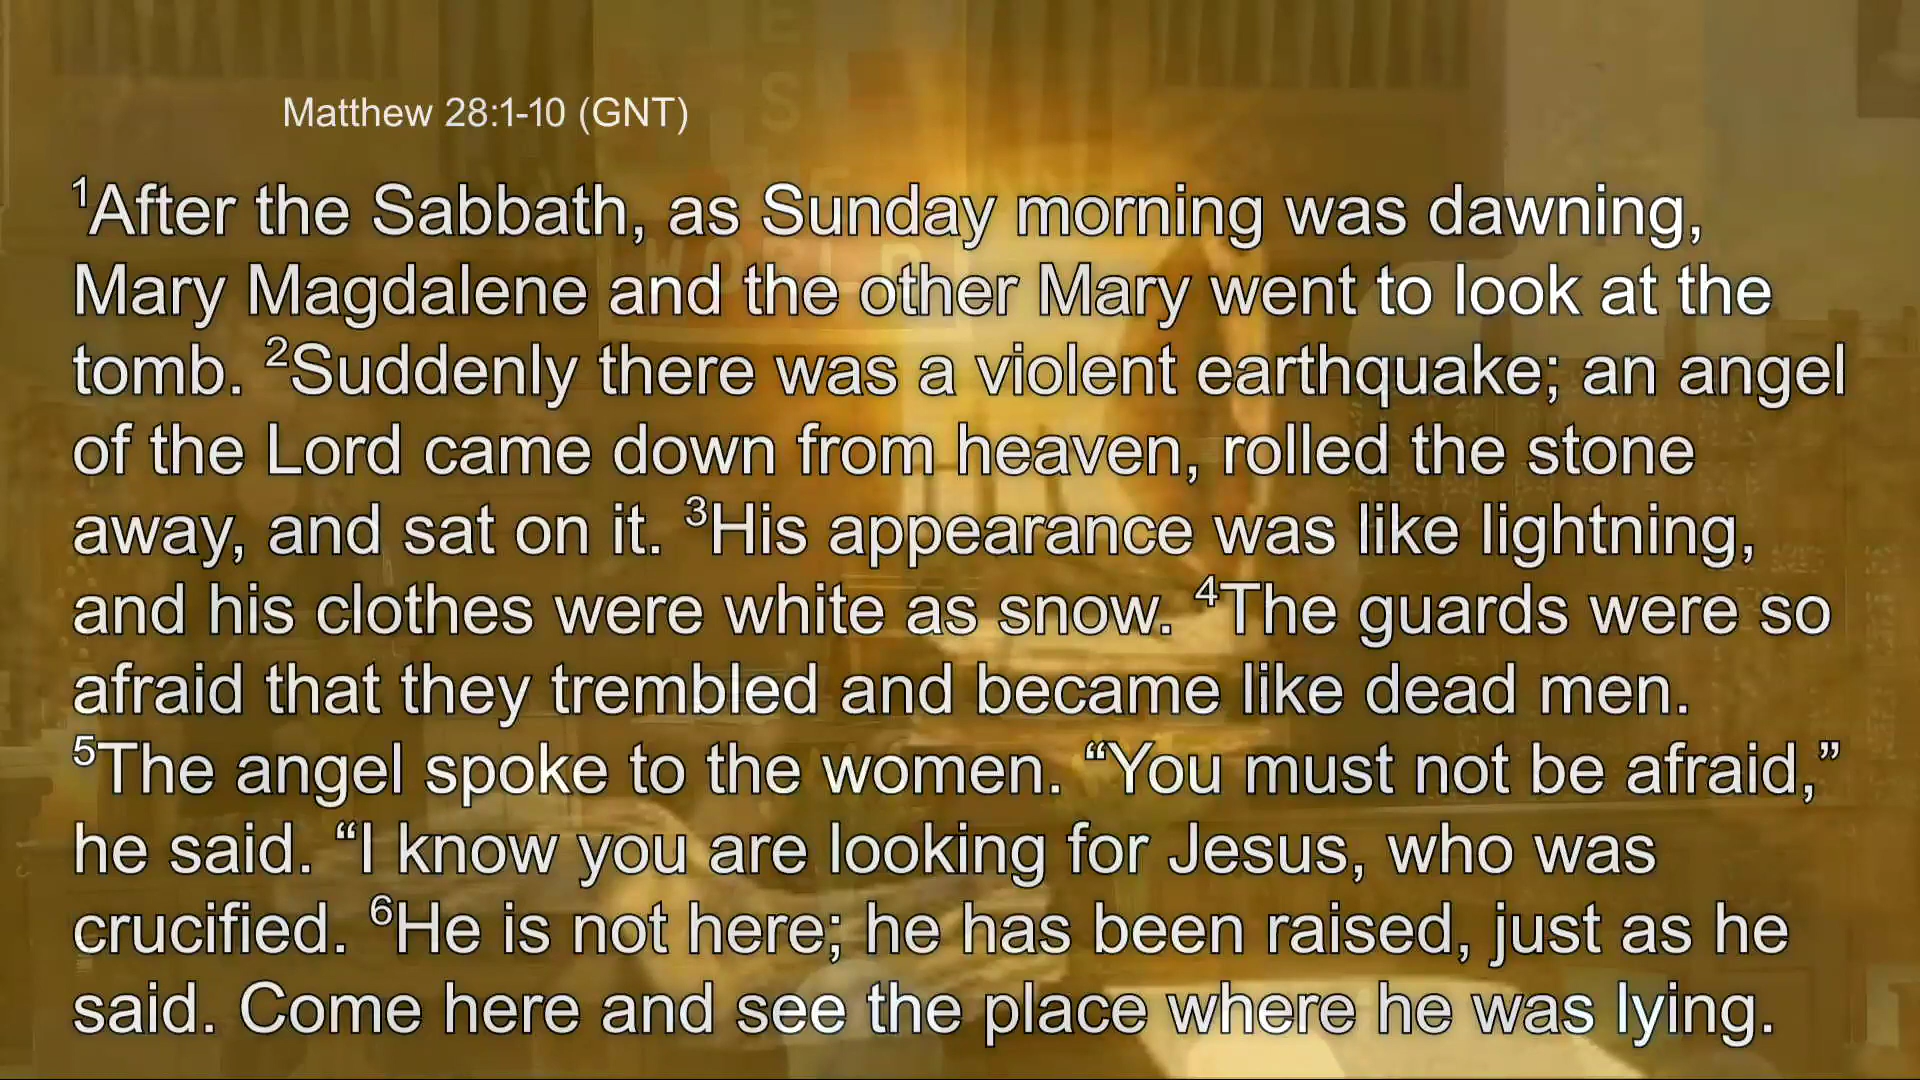 Matthew 28:1-10 (GNT)
¹After the Sabbath, as Sunday morning was dawning,
Mary Magdalene and the other Mary went to look at the
tomb. ²Suddenly there was a violent earthquake; an angel
of the Lord came down from heaven, rolled the stone
away, and sat on it. ³His appearance was like lightning,
and his clothes were white as snow. ⁴The guards were so
afraid that they trembled and became like dead men.
⁵The angel spoke to the women. “You must not be afraid,”
he said. “I know you are looking for Jesus, who was
crucified. ⁶He is not here; he has been raised, just as he
said. Come here and see the place where he was lying.